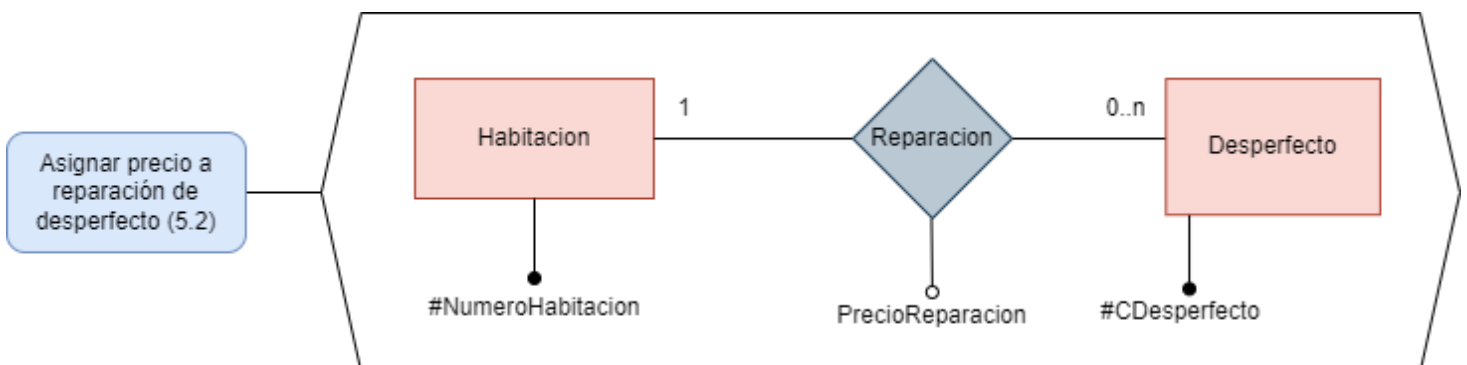 Asignar precio a
reparación de
desperfecto (5.2)
Habitacion
1
Reparacion
0..n
Desperfecto
#NumeroHabitacion
PrecioReparacion
#CDesperfecto